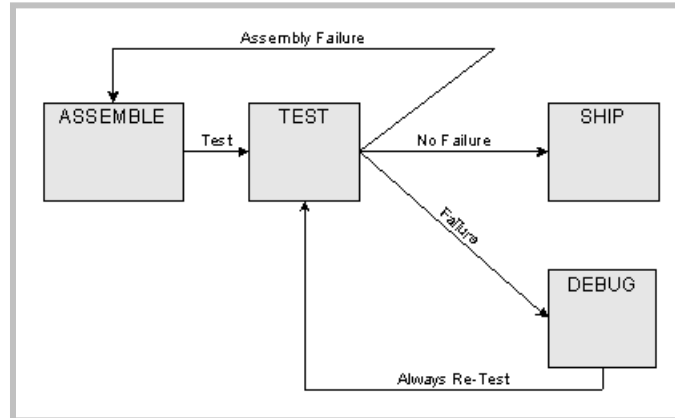 Assembly Failure
ASSEMBLE
Test
TEST
No Failure
SHIP
Failure
DEBUG
Always Re-Test